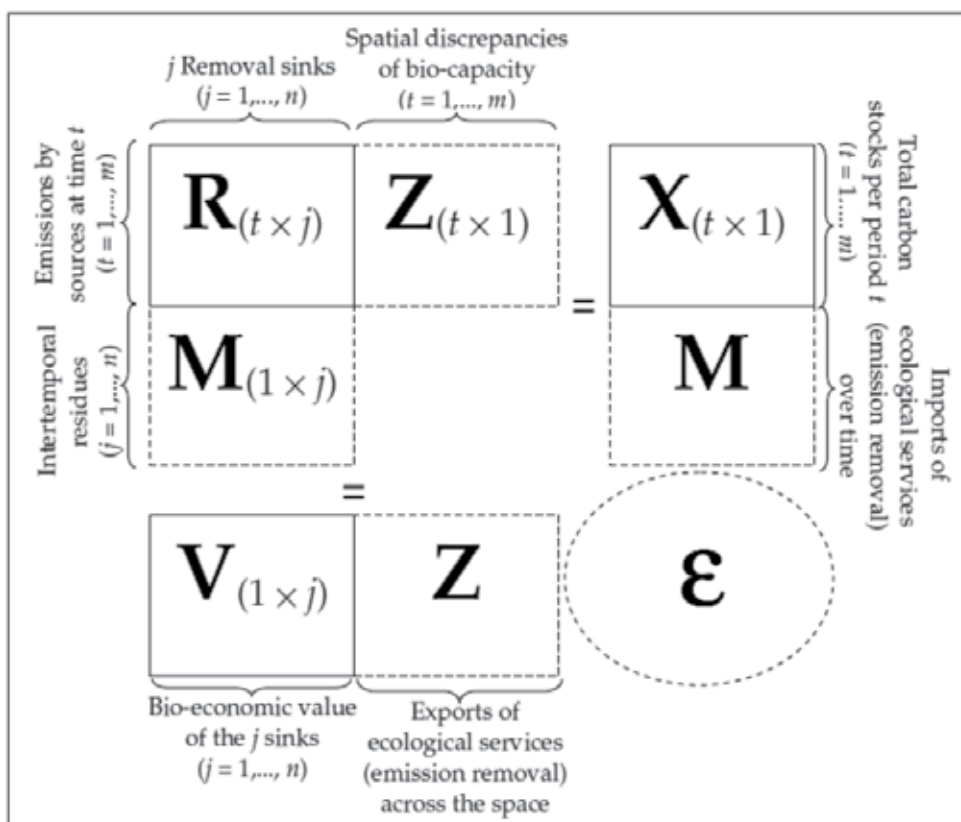 j Removal sinks
(j = 1,..., n)
Spatial discrepancies
of bio-capacity
(t = 1,..., m)
Emissions by
sources at time t
(t = 1,..., m)
R(t × j)
Z(t × 1)
=
X(t × 1)
Total carbon
stocks per period t
(t = 1,..., m)
Intertemporal
residues
(j = 1,..., n)
M(1 × j)
M
Imports of
ecological services
(emission removal)
over time
=
V(1 × j)
Z
ε
Bio-economic value
of the j sinks
(j = 1,..., n)
Exports of
ecological services
(emission removal)
across the space